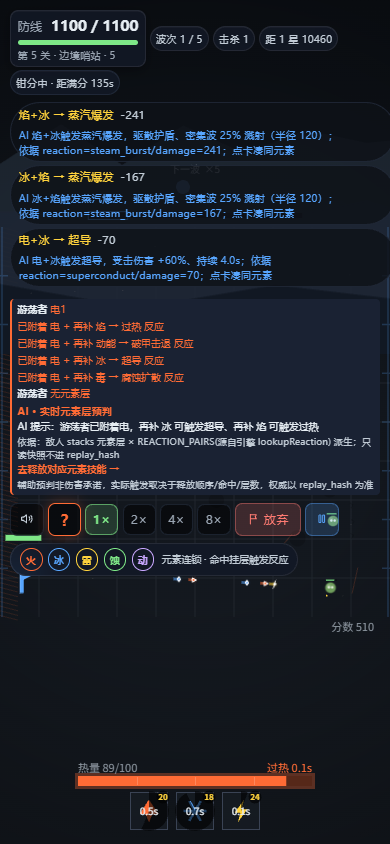 防线 1100 / 1100
第 5 关 · 边境哨站 · 5
波次 1 / 5
击杀 1
距 1 星 10460
钳分中 · 距满分 135s
焰+冰 → 蒸汽爆发 -241
AI 焰+冰触发蒸汽爆发，驱散护盾、密集波 25% 溅射（半径 120）；
依据 reaction=steam_burst/damage=241；点卡凑同元素
冰+焰 → 蒸汽爆发 -167
AI 冰+焰触发蒸汽爆发，驱散护盾、密集波 25% 溅射（半径 120）；
依据 reaction=steam_burst/damage=167；点卡凑同元素
电+冰 → 超导 -70
AI 电+冰触发超导，受击伤害 +60%、持续 4.0s；依据
reaction=superconduct/damage=70；点卡凑同元素
游荡者 电1
已附着 电 + 再补 焰 → 过热 反应
已附着 电 + 再补 动能 → 破甲击退 反应
已附着 电 + 再补 冰 → 超导 反应
已附着 电 + 再补 毒 → 腐蚀扩散 反应
游荡者 无元素层
AI · 实时元素层预判
AI 提示：游荡者已附着电，再补 冰 可触发超导、再补 焰 可触发过热
依据：敌人 stacks 元素层 × REACTION_PAIRS(源自引擎 lookupReaction) 派生；只
读快照不进 replay_hash
去释放对应元素技能 →
辅助预判非伤害承诺，实际触发取决于释放顺序/命中/层数，权威以 replay_hash 为准
? 1× 2× 4× 8× 放弃
火 冰 雷 蚀 动 元素连锁 · 命中挂层触发反应
分数 510
热量 89/100
过热 0.1s
20 18 24
0.5s 0.7s